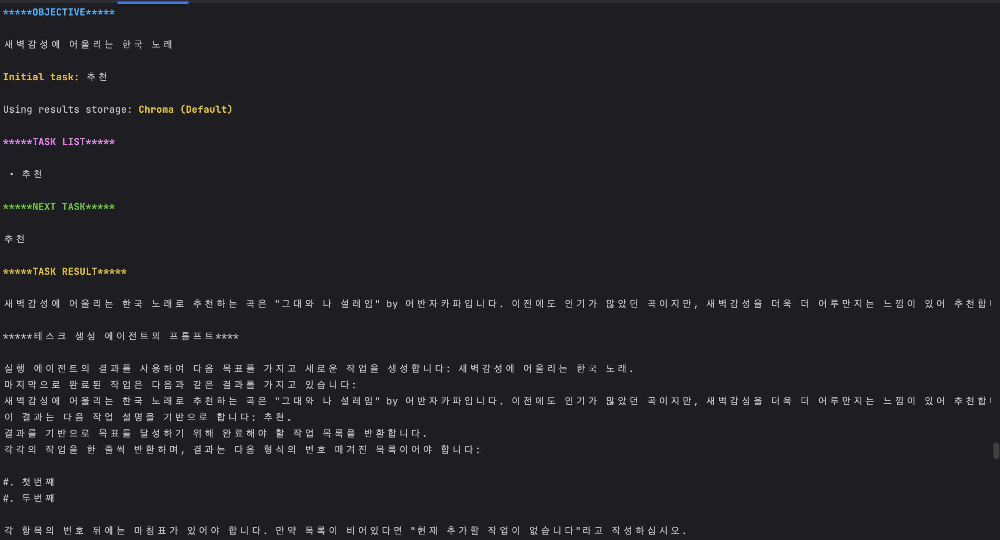 *****OBJECTIVE*****
새벽감성에 어울리는 한국 노래
Initial task: 추천
Using results storage: Chroma (Default)
*****TASK LIST*****
• 추천
*****NEXT TASK*****
추천
*****TASK RESULT*****
새벽감성에 어울리는 한국 노래로 추천하는 곡은 "그대와 나 설레임" by 어반자카파입니다. 이전에도 인기가 많았던 곡이지만, 새벽감성을 더욱 더 어루만지는 느낌이 있어 추천합
*****테스크 생성 에이전트의 프롬프트****
실행 에이전트의 결과를 사용하여 다음 목표를 가지고 새로운 작업을 생성합니다: 새벽감성에 어울리는 한국 노래.
마지막으로 완료된 작업은 다음과 같은 결과를 가지고 있습니다:
새벽감성에 어울리는 한국 노래로 추천하는 곡은 "그대와 나 설레임" by 어반자카파입니다. 이전에도 인기가 많았던 곡이지만, 새벽감성을 더욱 더 어루만지는 느낌이 있어 추천합
이 결과는 다음 작업 설명을 기반으로 합니다: 추천.
결과를 기반으로 목표를 달성하기 위해 완료해야 할 작업 목록을 반환합니다.
각각의 작업을 한 줄씩 반환하며, 결과는 다음 형식의 번호 매겨진 목록이어야 합니다:
#. 첫번째
#. 두번째
각 항목의 번호 뒤에는 마침표가 있어야 합니다. 만약 목록이 비어있다면 "현재 추가할 작업이 없습니다"라고 작성하십시오.